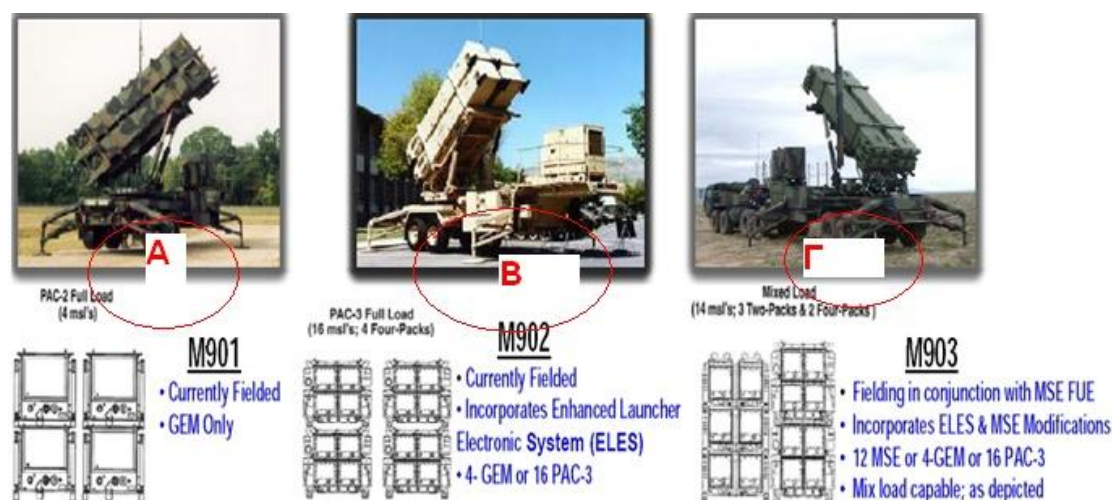 А
В
Г
PAC-2 Full Load
(4 msl's)
M901
• Currently Fielded
• GEM Only
PAC-3 Full Load
(16 msl's; 4 Four-Packs)
M902
• Currently Fielded
• Incorporates Enhanced Launcher
Electronic System (ELES)
• 4- GEM or 16 PAC-3
Mixed Load
(14 msl's; 3 Two-Packs & 2 Four-Packs )
M903
• Fielding in conjunction with MSE FUE
• Incorporates ELES & MSE Modifications
• 12 MSE or 4-GEM or 16 PAC-3
• Mix load capable; as depicted